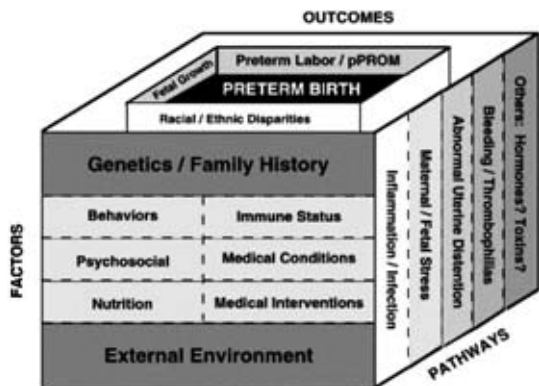 OUTCOMES
Fetal Growth
Preterm Labor / pPROM
PRETERM BIRTH
Racial / Ethnic Disparities
FACTORS
Genetics / Family History
Behaviors
Immune Status
Psychosocial
Medical Conditions
Nutrition
Medical Interventions
External Environment
Inflammation / Infection
Maternal / Fetal Stress
Abnormal Uterine Distention
Bleeding / Thrombophilias
Others: Hormones? Toxins?
PATHWAYS